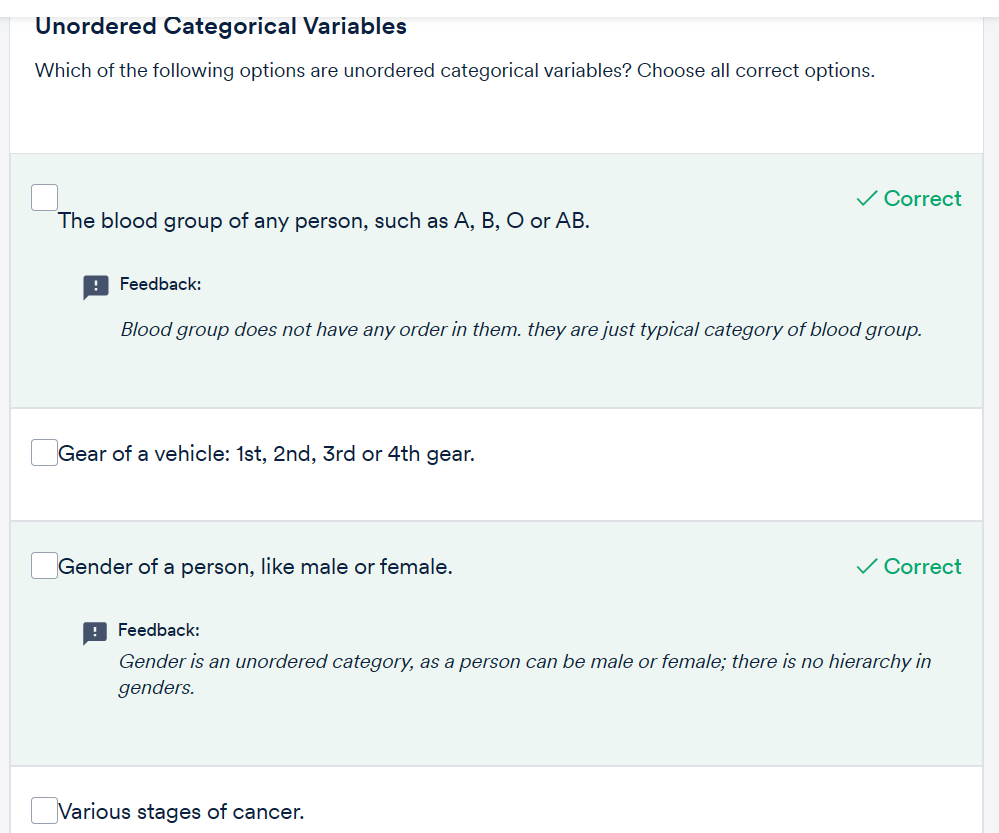 Unordered Categorical Variables
Which of the following options are unordered categorical variables? Choose all correct options.
Correct
The blood group of any person, such as A, B, O or AB.
Feedback:
Blood group does not have any order in them. they are just typical category of blood group.
Gear of a vehicle: 1st, 2nd, 3rd or 4th gear.
Gender of a person, like male or female.
Correct
Feedback:
Gender is an unordered category, as a person can be male or female; there is no hierarchy in
genders.
Various stages of cancer.